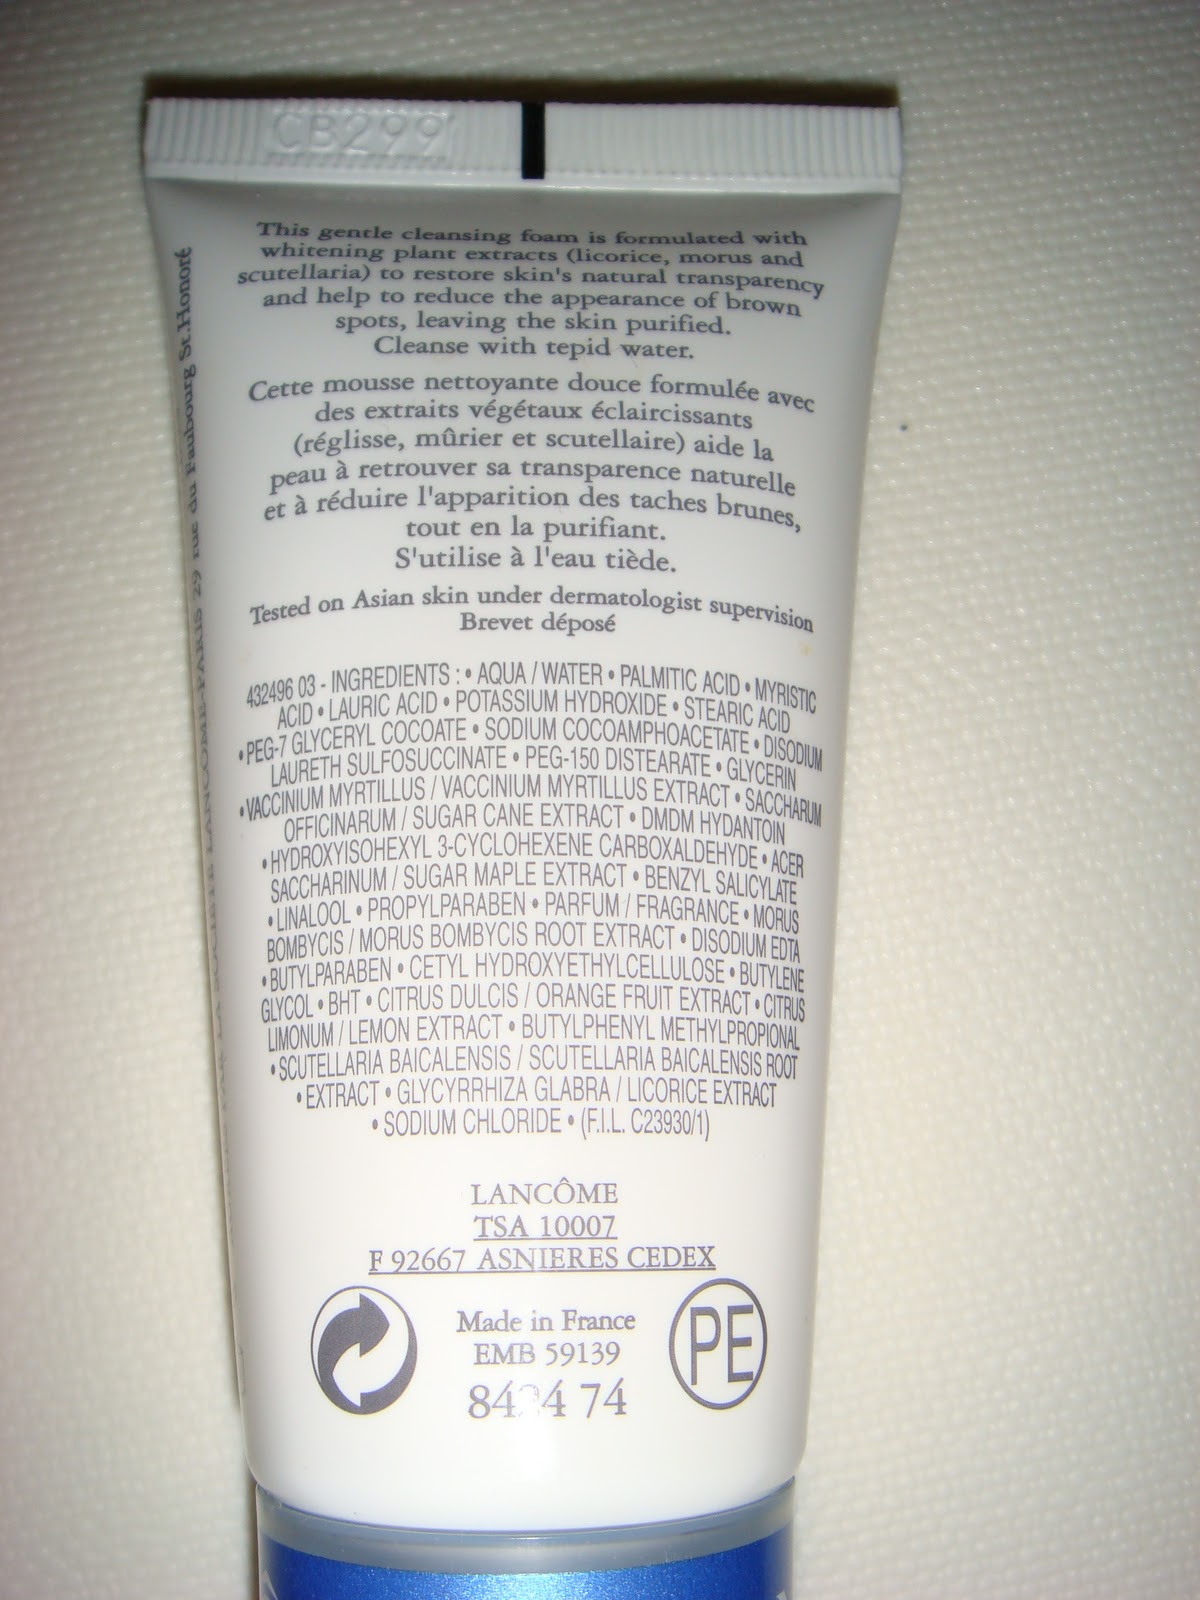 CB299
This gentle cleansing foam is formulated with
whitening plant extracts (licorice, morus and
scutellaria) to restore skin's natural transparency
and help to reduce the appearance of brown
spots, leaving the skin purified.
Cleanse with tepid water.
Cette mousse nettoyante douce formulée avec
des extraits végétaux éclaircissants
(réglisse, mûrier et scutellaire) aide la
peau à retrouver sa transparence naturelle
et à réduire l'apparition des taches brunes,
tout en la purifiant.
S'utilise à l'eau tiède.
Tested on Asian skin under dermatologist supervision
Brevet déposé
432496 03 - INGREDIENTS : • AQUA / WATER • PALMITIC ACID • MYRISTIC
ACID • LAURIC ACID • POTASSIUM HYDROXIDE • STEARIC ACID
• PEG-7 GLYCERYL COCOATE • SODIUM COCOAMPHOACETATE • DISODIUM
LAURETH SULFOSUCCINATE • PEG-150 DISTEARATE • GLYCERIN
• VACCINIUM MYRTILLUS / VACCINIUM MYRTILLUS EXTRACT • SACCHARUM
OFFICINARUM / SUGAR CANE EXTRACT • DMDM HYDANTOIN
• HYDROXYISOHEXYL 3-CYCLOHEXENE CARBOXALDEHYDE • ACER
SACCHARINUM / SUGAR MAPLE EXTRACT • BENZYL SALICYLATE
• LINALOOL • PROPYLPARABEN • PARFUM / FRAGRANCE • MORUS
BOMBYCIS / MORUS BOMBYCIS ROOT EXTRACT • DISODIUM EDTA
• BUTYLPARABEN • CETYL HYDROXYETHYLCELLULOSE • BUTYLENE
GLYCOL • BHT • CITRUS DULCIS / ORANGE FRUIT EXTRACT • CITRUS
LIMONUM / LEMON EXTRACT • BUTYLPHENYL METHYLPROPIONAL
• SCUTELLARIA BAICALENSIS / SCUTELLARIA BAICALENSIS ROOT
• EXTRACT • GLYCYRRHIZA GLABRA / LICORICE EXTRACT
• SODIUM CHLORIDE • (F.I.L. C23930/1)
LANCÔME
TSA 10007
F 92667 ASNIERES CEDEX
Made in France
EMB 59139
74
PE
LANCOME-PARIS 29 rue du Faubourg St.Honoré